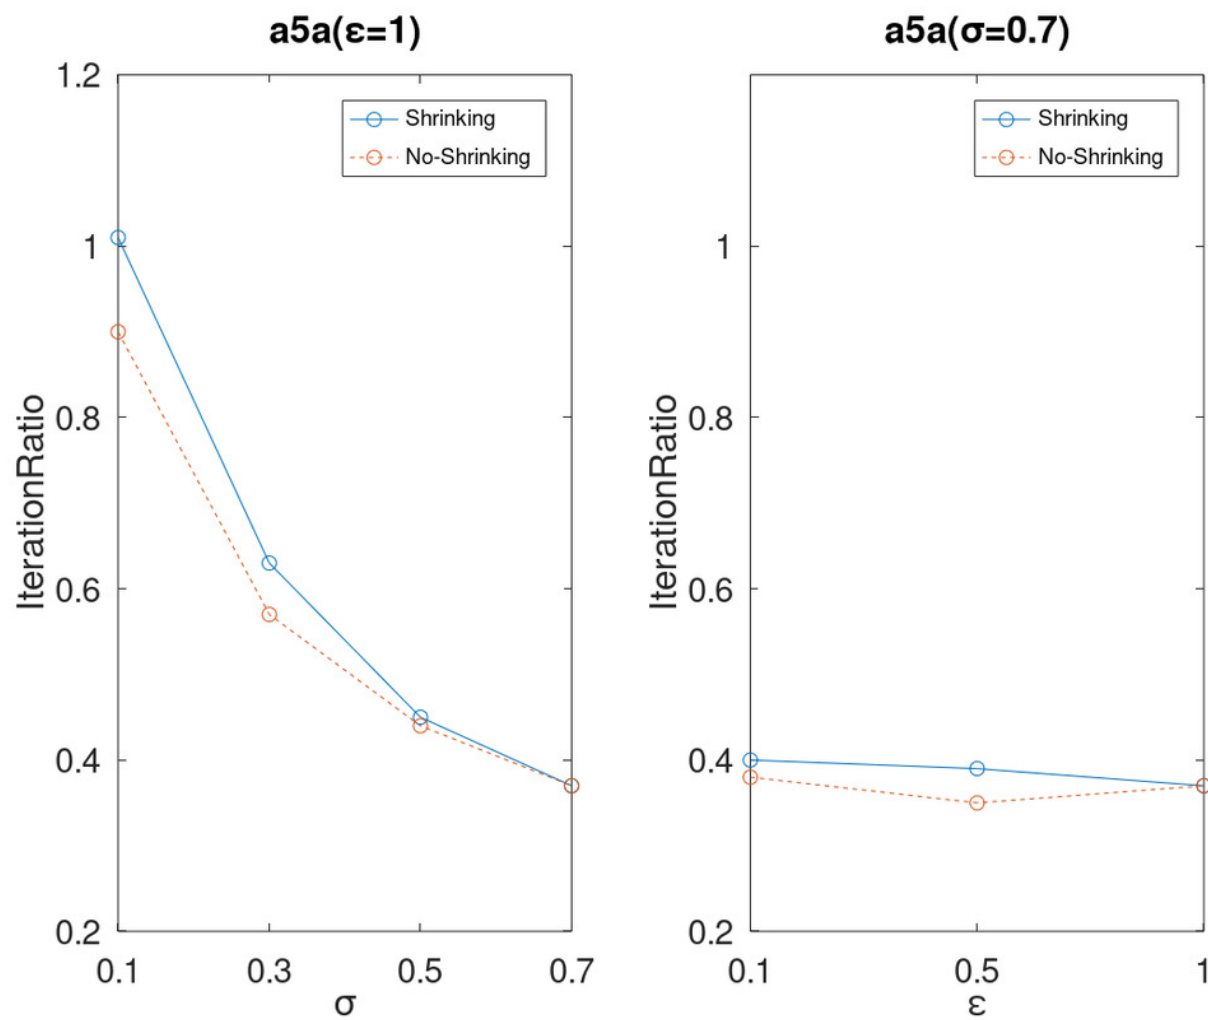 a5a(ε=1)
1.2
1
0.8
0.6
0.4
0.2
IterationRatio
Shrinking
No-Shrinking
0.1 0.3 0.5 0.7
σ
a5a(σ=0.7)
1
0.8
0.6
0.4
0.2
IterationRatio
Shrinking
No-Shrinking
0.1 0.5 1
ε